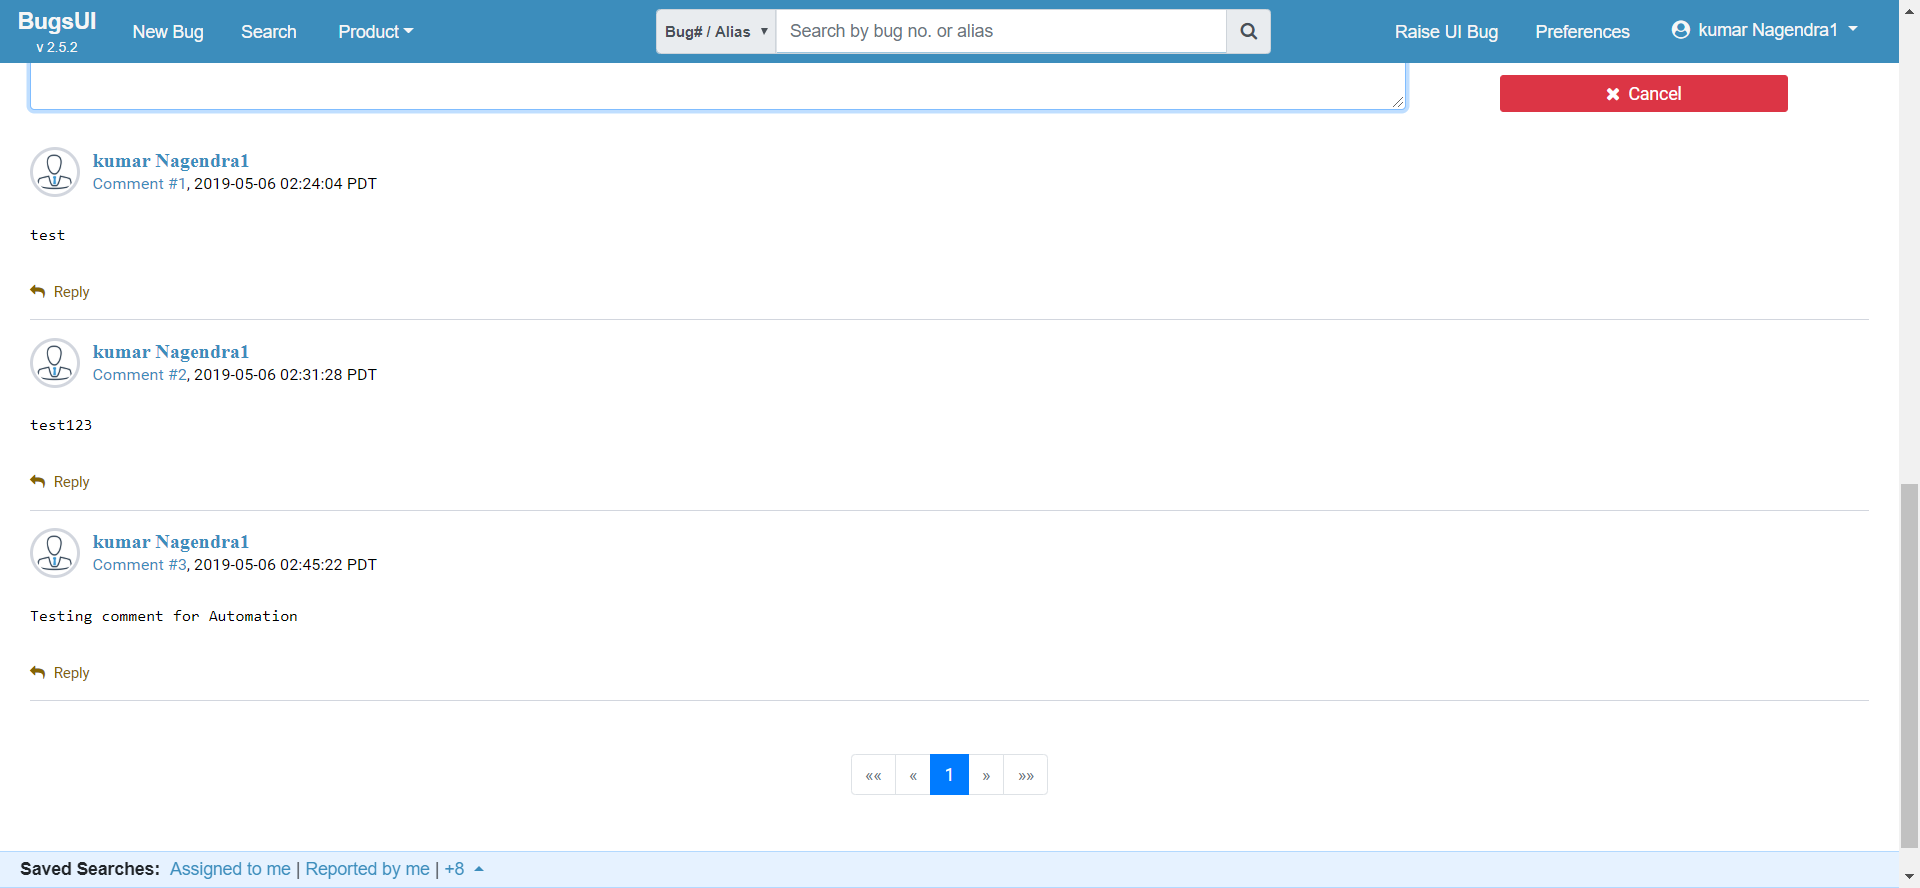 BugsUI
v 2.5.2
New Bug
Search
Product
Bug# / Alias
Search by bug no. or alias
Raise UI Bug
Preferences
kumar Nagendra1
Cancel
kumar Nagendra1
Comment #1, 2019-05-06 02:24:04 PDT
test
Reply
kumar Nagendra1
Comment #2, 2019-05-06 02:31:28 PDT
test123
Reply
kumar Nagendra1
Comment #3, 2019-05-06 02:45:22 PDT
Testing comment for Automation
Reply
«« « 1 » »»
Saved Searches: Assigned to me | Reported by me | +8